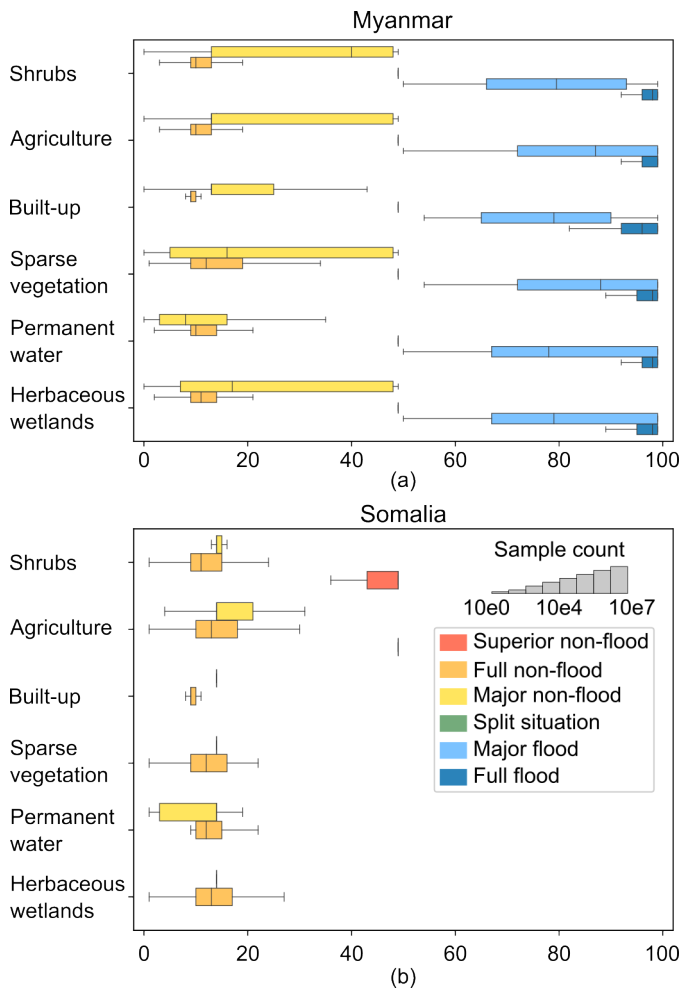 Myanmar
Shrubs
Agriculture
Built-up
Sparse
vegetation
Permanent
water
Herbaceous
wetlands
0 20 40 60 80 100
(a)
Somalia
Shrubs
Agriculture
Built-up
Sparse
vegetation
Permanent
water
Herbaceous
wetlands
Sample count
10e0 10e4 10e7
Superior non-flood
Full non-flood
Major non-flood
Split situation
Major flood
Full flood
0 20 40 60 80 100
(b)